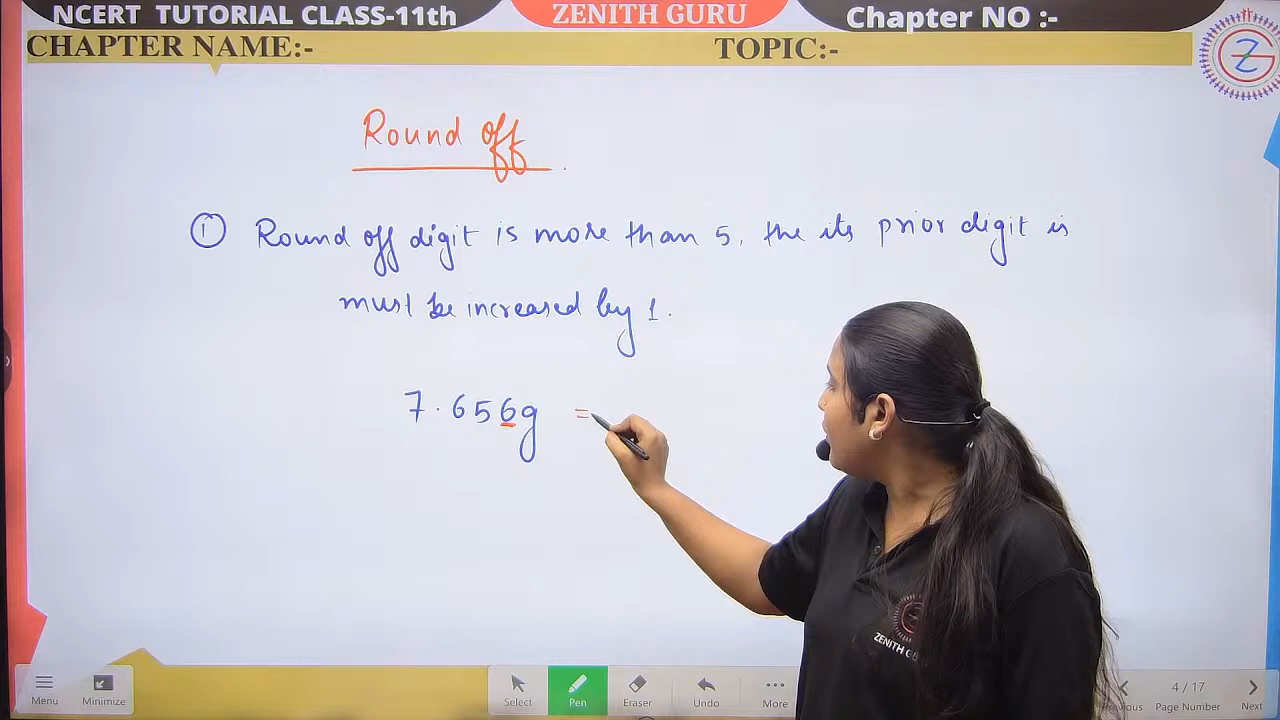 NCERT TUTORIAL CLASS-11th
ZENITH GURU
Chapter NO :-
CHAPTER NAME:-
TOPIC:-
Round off
① Round off digit is more than 5, the its prior digit is
must be increased by 1.
7.656g =
ZENITH GU
Menu
Minimize
Select
Pen
Eraser
Undo
More
4 / 17
Page Number
Next